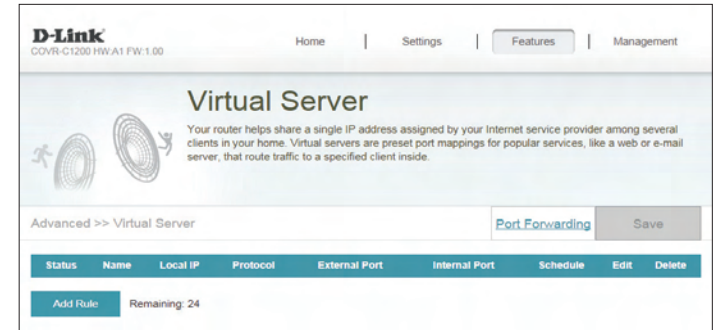 D-Link
COVR-C1200 HW:A1 FW:1.00
Home | Settings | Features | Management
Virtual Server
Your router helps share a single IP address assigned by your Internet service provider among several
clients in your home. Virtual servers are preset port mappings for popular services, like a web or e-mail
server, that route traffic to a specified client inside.
Advanced >> Virtual Server
Port Forwarding
Save
Status Name Local IP Protocol External Port Internal Port Schedule Edit Delete
Add Rule
Remaining: 24